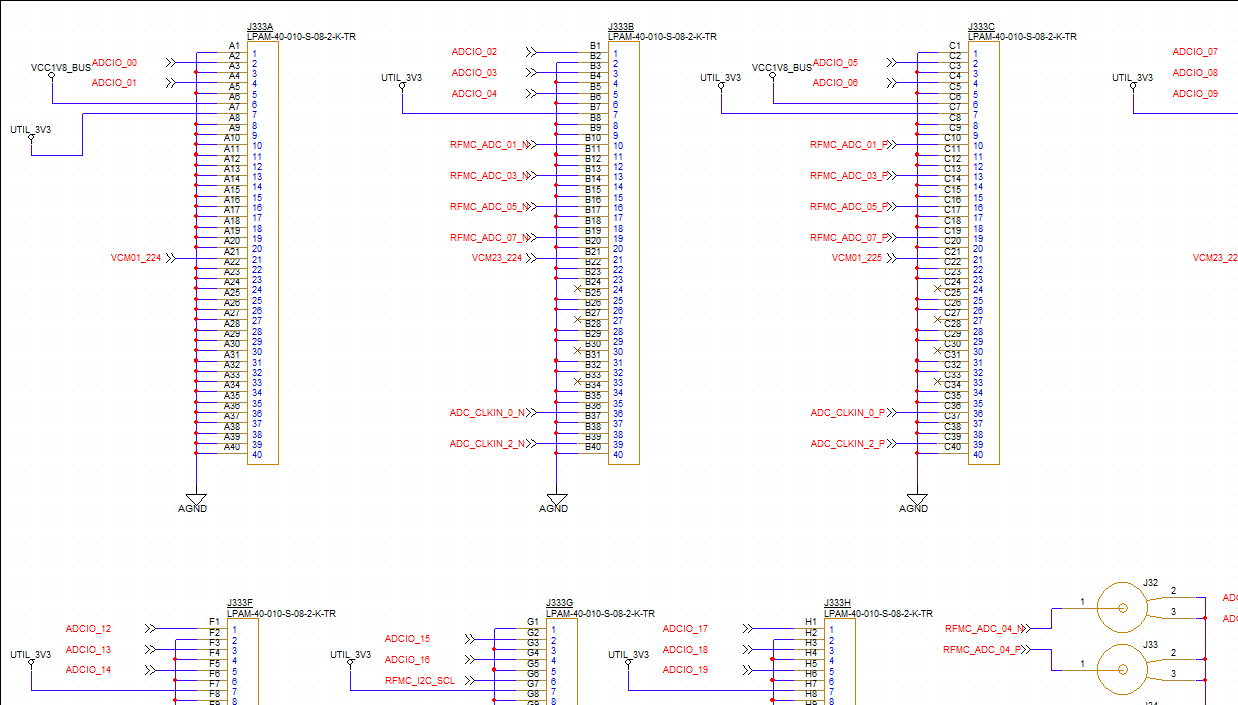 J333A
LPAM-40-010-S-08-2-K-TR
J333B
LPAM-40-010-S-08-2-K-TR
J333C
LPAM-40-010-S-08-2-K-TR
VCC1V8_BUS
ADCIO_00
ADCIO_01
UTIL_3V3
VCM01_224
A1 1
A2 2
A3 3
A4 4
A5 5
A6 6
A7 7
A8 8
A9 9
A10 10
A11 11
A12 12
A13 13
A14 14
A15 15
A16 16
A17 17
A18 18
A19 19
A20 20
A21 21
A22 22
A23 23
A24 24
A25 25
A26 26
A27 27
A28 28
A29 29
A30 30
A31 31
A32 32
A33 33
A34 34
A35 35
A36 36
A37 37
A38 38
A39 39
A40 40
AGND
ADCIO_02
ADCIO_03
ADCIO_04
UTIL_3V3
RFMC_ADC_01_N
RFMC_ADC_03_N
RFMC_ADC_05_N
RFMC_ADC_07_N
VCM23_224
ADC_CLKIN_0_N
ADC_CLKIN_2_N
B1 1
B2 2
B3 3
B4 4
B5 5
B6 6
B7 7
B8 8
B9 9
B10 10
B11 11
B12 12
B13 13
B14 14
B15 15
B16 16
B17 17
B18 18
B19 19
B20 20
B21 21
B22 22
B23 23
B24 24
B25 25
B26 26
B27 27
B28 28
B29 29
B30 30
B31 31
B32 32
B33 33
B34 34
B35 35
B36 36
B37 37
B38 38
B39 39
B40 40
AGND
UTIL_3V3
VCC1V8_BUS
ADCIO_05
ADCIO_06
RFMC_ADC_01_P
RFMC_ADC_03_P
RFMC_ADC_05_P
RFMC_ADC_07_P
VCM01_225
ADC_CLKIN_0_P
ADC_CLKIN_2_P
C1 1
C2 2
C3 3
C4 4
C5 5
C6 6
C7 7
C8 8
C9 9
C10 10
C11 11
C12 12
C13 13
C14 14
C15 15
C16 16
C17 17
C18 18
C19 19
C20 20
C21 21
C22 22
C23 23
C24 24
C25 25
C26 26
C27 27
C28 28
C29 29
C30 30
C31 31
C32 32
C33 33
C34 34
C35 35
C36 36
C37 37
C38 38
C39 39
C40 40
AGND
ADCIO_07
ADCIO_08
ADCIO_09
UTIL_3V3
VCM23_22
J333F
LPAM-40-010-S-08-2-K-TR
ADCIO_12
ADCIO_13
ADCIO_14
UTIL_3V3
F1 1
F2 2
F3 3
F4 4
F5 5
F6 6
F7 7
F8 8
F9
J333G
LPAM-40-010-S-08-2-K-TR
ADCIO_15
ADCIO_16
RFMC_I2C_SCL
UTIL_3V3
G1 1
G2 2
G3 3
G4 4
G5 5
G6 6
G7 7
G8 8
G9
J333H
LPAM-40-010-S-08-2-K-TR
ADCIO_17
ADCIO_18
ADCIO_19
UTIL_3V3
H1 1
H2 2
H3 3
H4 4
H5 5
H6 6
H7 7
H8 8
H9
RFMC_ADC_04_N
RFMC_ADC_04_P
J32
1
2
3
J33
1
2
3
J34
ADC
ADC